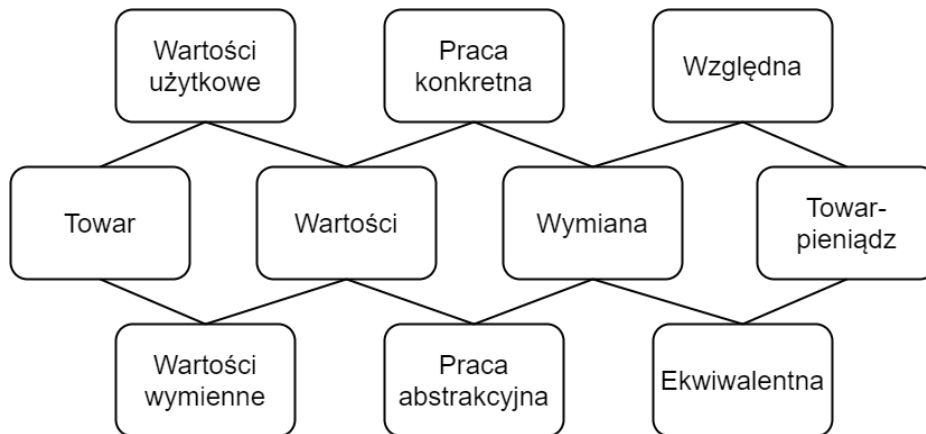 Wartości
użytkowe
Praca
konkretna
Względna
Towar
Wartości
Wymiana
Towar-
pieniądz
Wartości
wymienne
Praca
abstrakcyjna
Ekwiwalentna